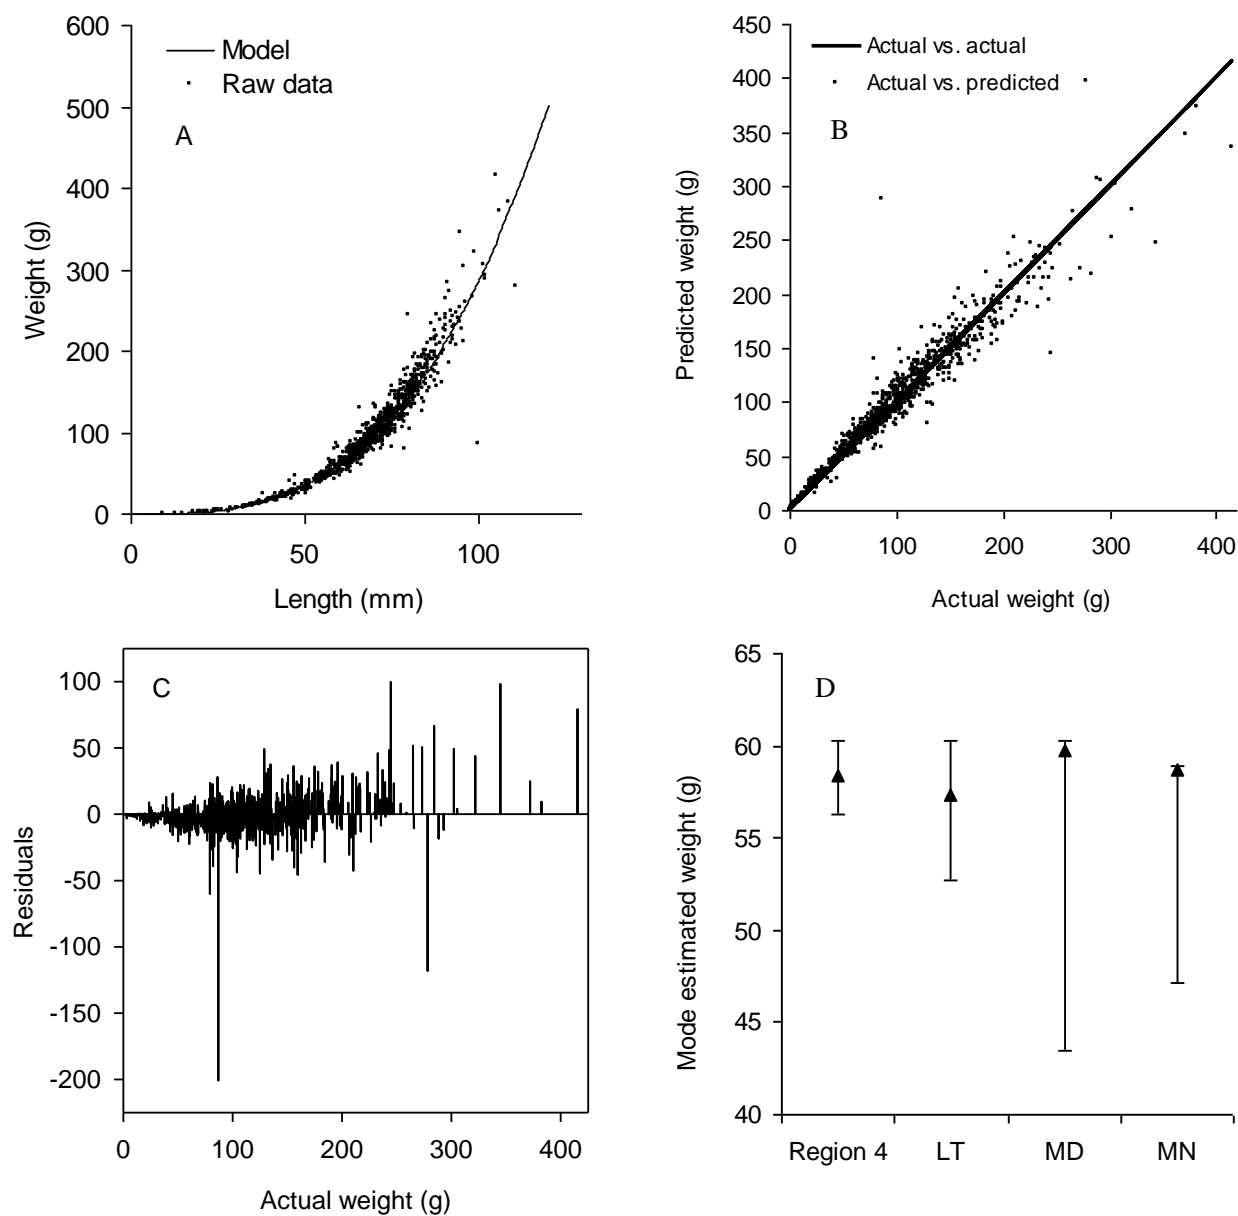 600
500
400
300
200
100
0
Weight (g)
Model
Raw data
A
0
50
100
Length (mm)
450
400
350
300
250
200
150
100
50
0
Predicted weight (g)
Actual vs. actual
Actual vs. predicted
B
0
100
200
300
400
Actual weight (g)
100
50
0
-50
-100
-150
-200
Residuals
C
0
100
200
300
400
Actual weight (g)
65
60
55
50
45
40
Mode estimated weight (g)
D
Region 4
LT
MD
MN